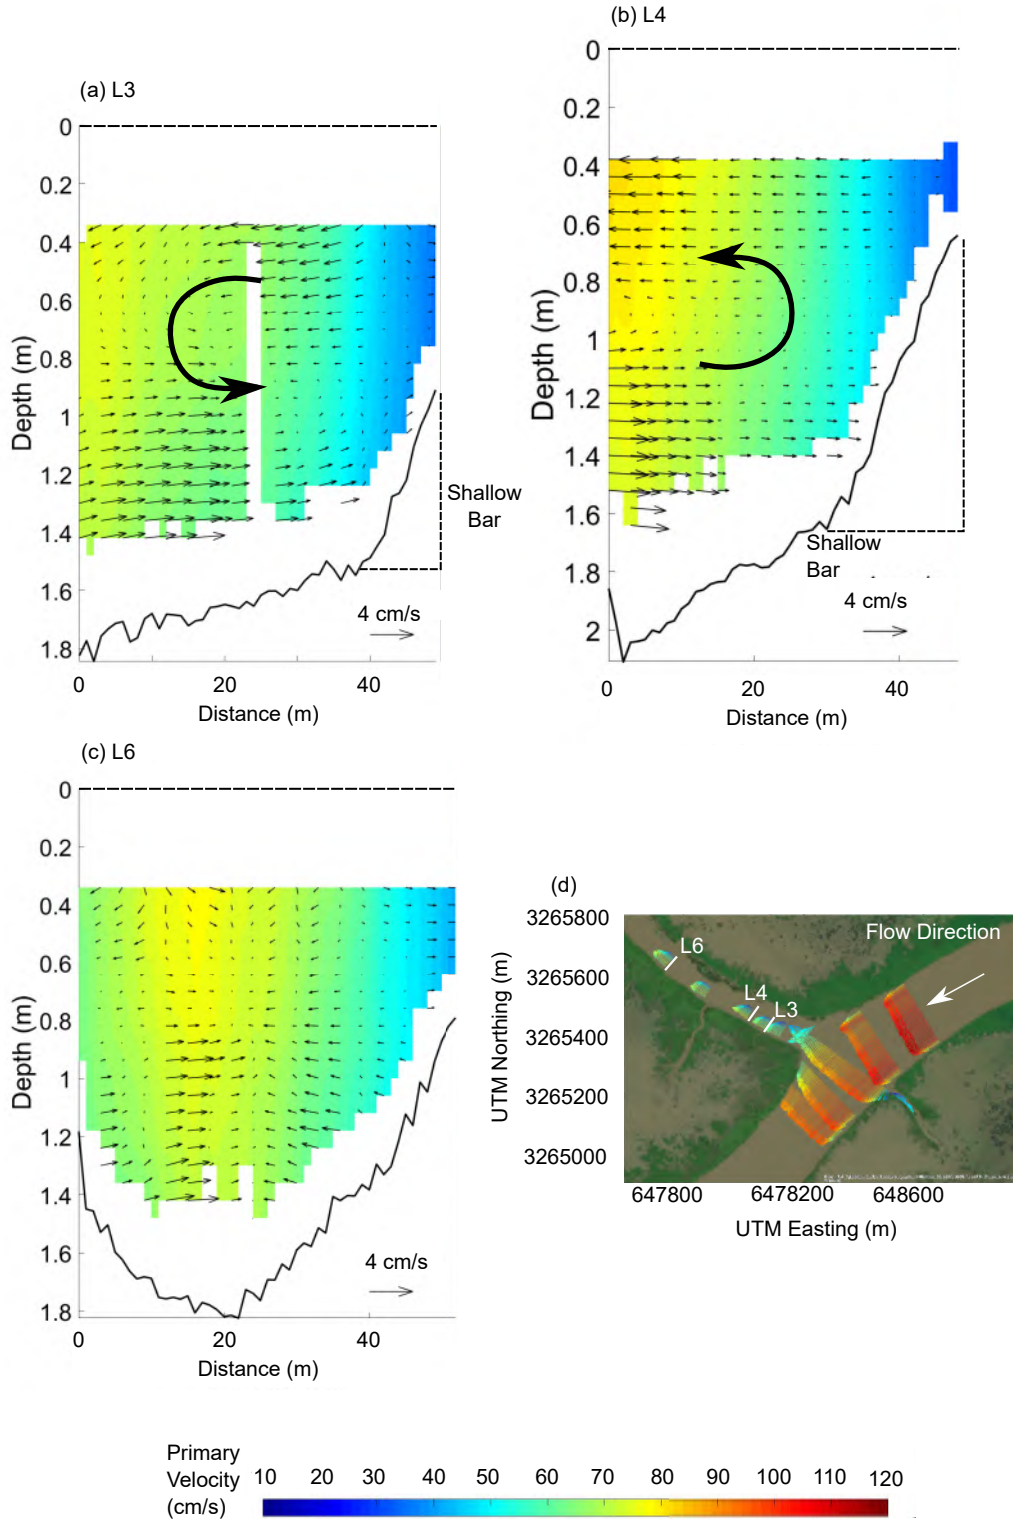 (a) L3
0
0.2
0.4
0.6
0.8
1
1.2
1.4
1.6
1.8
Depth (m)
0 20 40
Distance (m)
Shallow
Bar
4 cm/s
(b) L4
0
0.2
0.4
0.6
0.8
1
1.2
1.4
1.6
1.8
2
Depth (m)
0 20 40
Distance (m)
Shallow
Bar
4 cm/s
(c) L6
0
0.2
0.4
0.6
0.8
1
1.2
1.4
1.6
1.8
Depth (m)
0 20 40
Distance (m)
4 cm/s
(d)
3265800
3265600
3265400
3265200
3265000
UTM Northing (m)
Flow Direction
L6
L4
L3
647800 6478200 648600
UTM Easting (m)
Primary
Velocity
(cm/s)
10 20 30 40 50 60 70 80 90 100 110 120